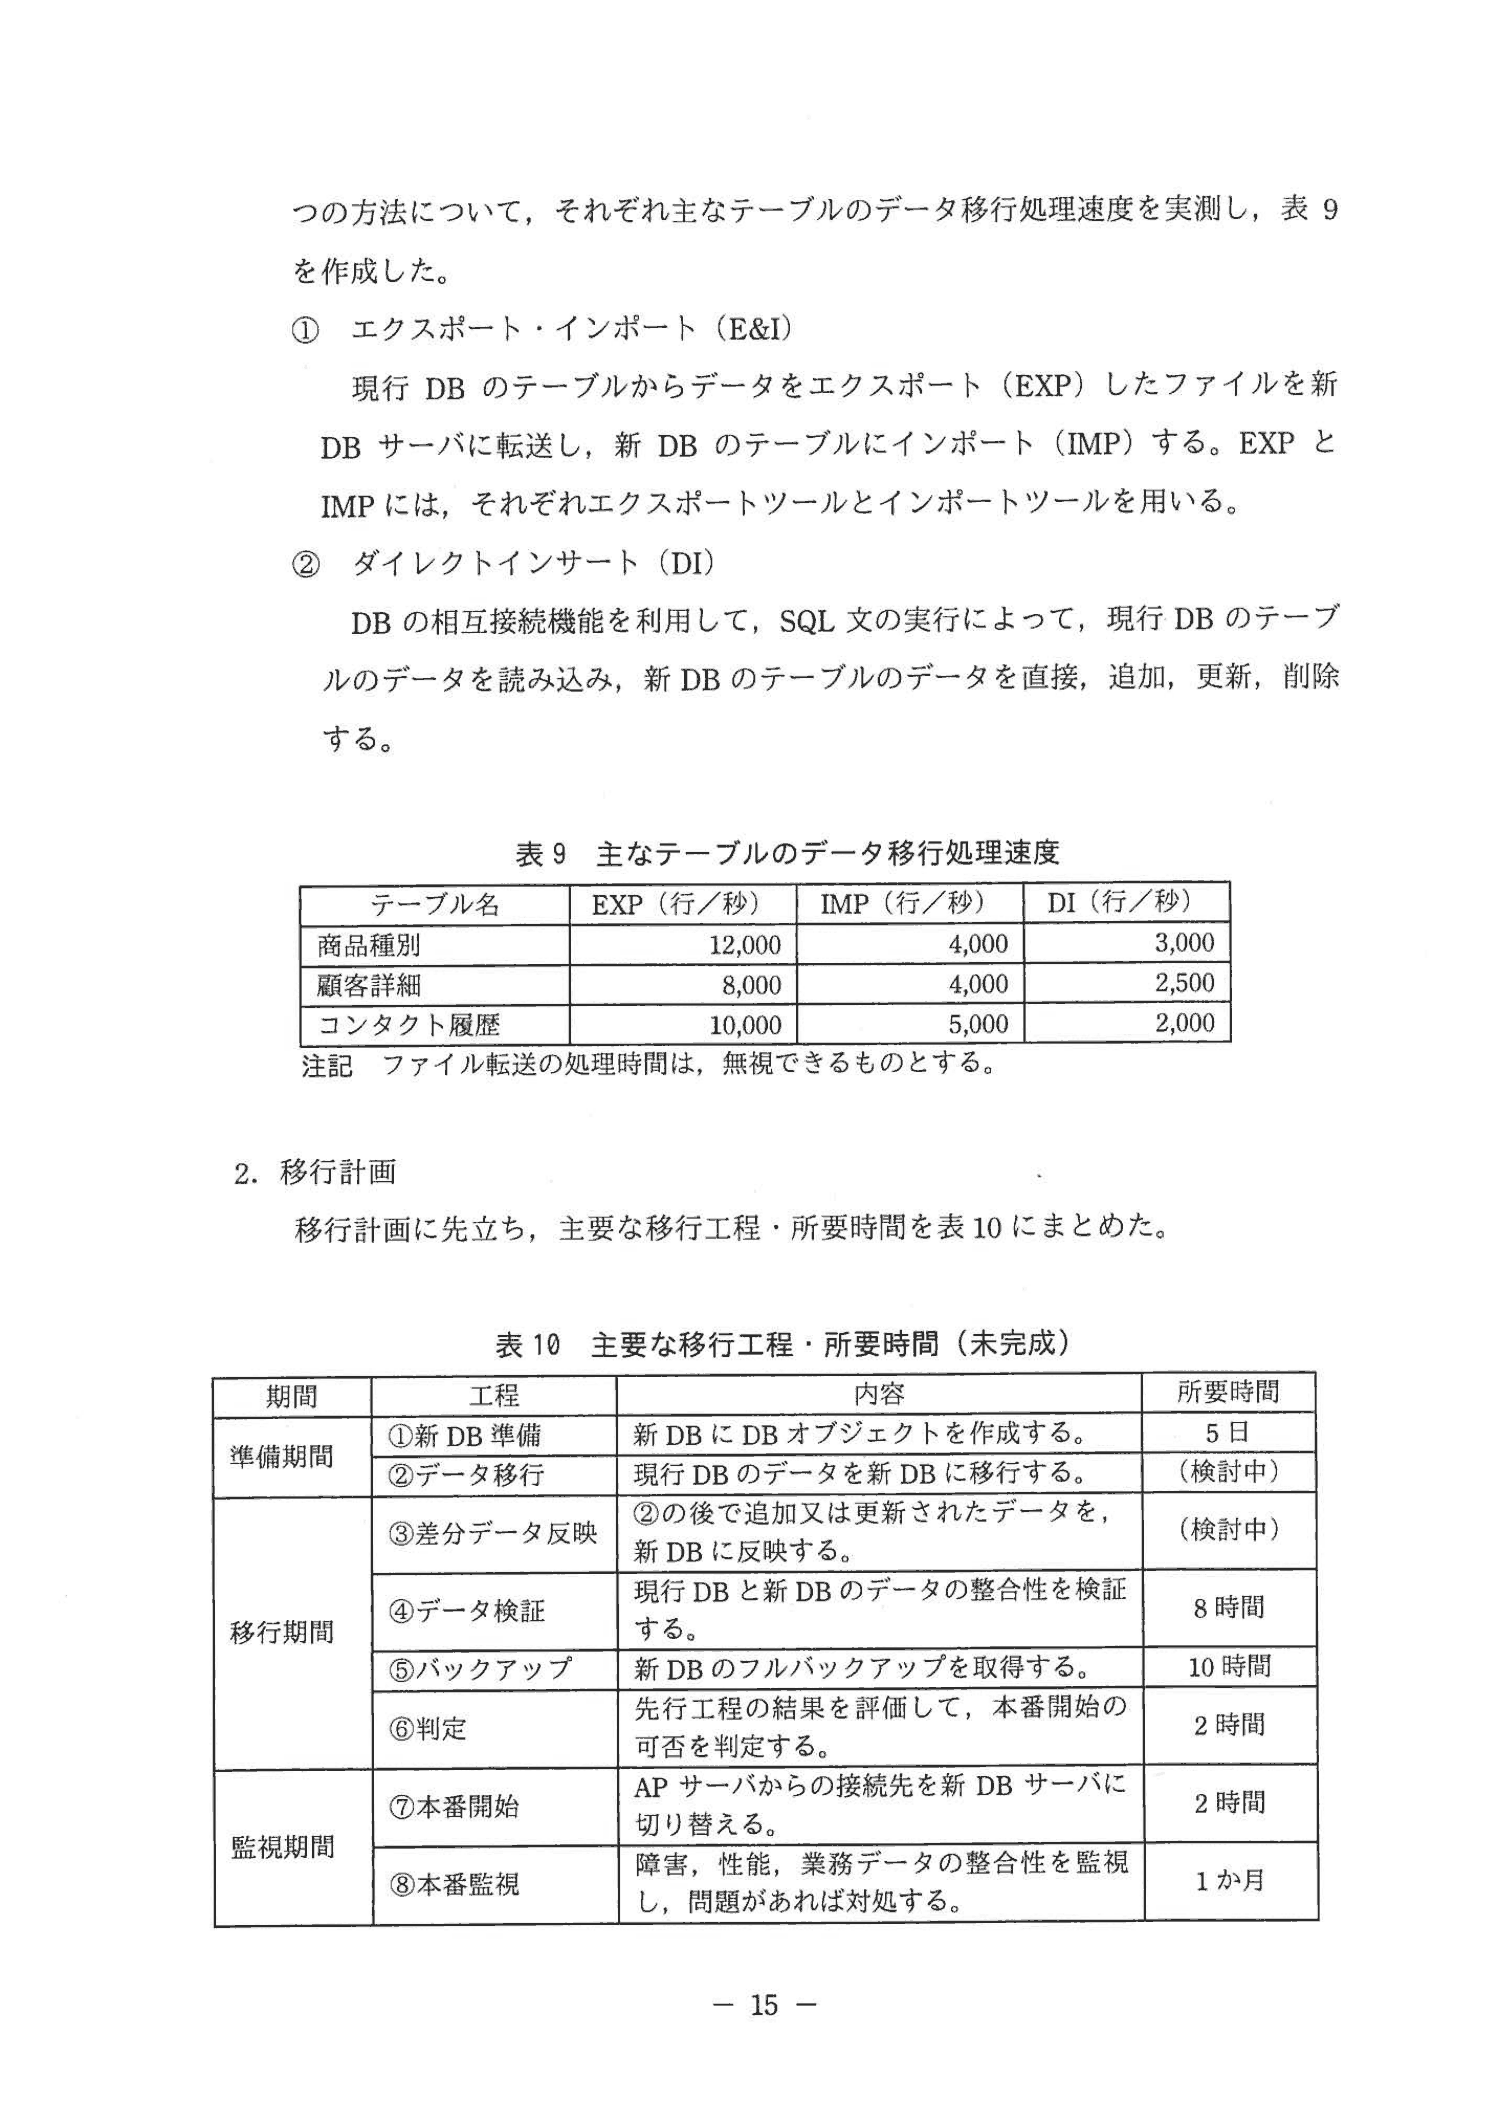 つの方法について，それぞれ主なテーブルのデータ移行処理速度を実測し，表 9
を作成した。
① エクスポート・インポート（E&I）
現行 DB のテーブルからデータをエクスポート（EXP）したファイルを新
DB サーバに転送し，新 DB のテーブルにインポート（IMP）する。EXP と
IMP には，それぞれエクスポートツールとインポートツールを用いる。
② ダイレクトインサート（DI）
DB の相互接続機能を利用して，SQL 文の実行によって，現行 DB のテーブ
ルのデータを読み込み，新 DB のテーブルのデータを直接，追加，更新，削除
する。
表 9 主なテーブルのデータ移行処理速度
テーブル名 EXP（行／秒） IMP（行／秒） DI（行／秒）
商品種別 12,000 4,000 3,000
顧客詳細 8,000 4,000 2,500
コンタクト履歴 10,000 5,000 2,000
注記 ファイル転送の処理時間は，無視できるものとする。
2．移行計画
移行計画に先立ち，主要な移行工程・所要時間を表 10 にまとめた。
表 10 主要な移行工程・所要時間（未完成）
期間 工程 内容 所要時間
準備期間
①新 DB 準備 新 DB に DB オブジェクトを作成する。 5 日
②データ移行 現行 DB のデータを新 DB に移行する。 （検討中）
移行期間
③差分データ反映 ②の後で追加又は更新されたデータを，
新 DB に反映する。 （検討中）
④データ検証 現行 DB と新 DB のデータの整合性を検証
する。 8 時間
⑤バックアップ 新 DB のフルバックアップを取得する。 10 時間
⑥判定 先行工程の結果を評価して，本番開始の
可否を判定する。 2 時間
監視期間
⑦本番開始 AP サーバからの接続先を新 DB サーバに
切り替える。 2 時間
⑧本番監視 障害，性能，業務データの整合性を監視
し，問題があれば対処する。 1 か月
－ 15 －